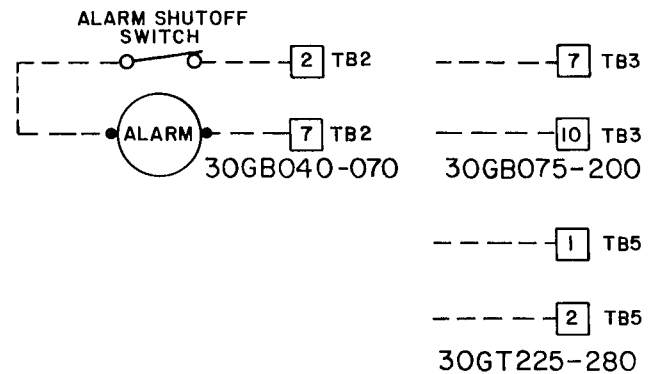 ALARM SHUTOFF
SWITCH
2 TB2
7 TB3
ALARM
7 TB2
10 TB3
30GB040-070
30GB075-200
1 TB5
2 TB5
30GT225-280